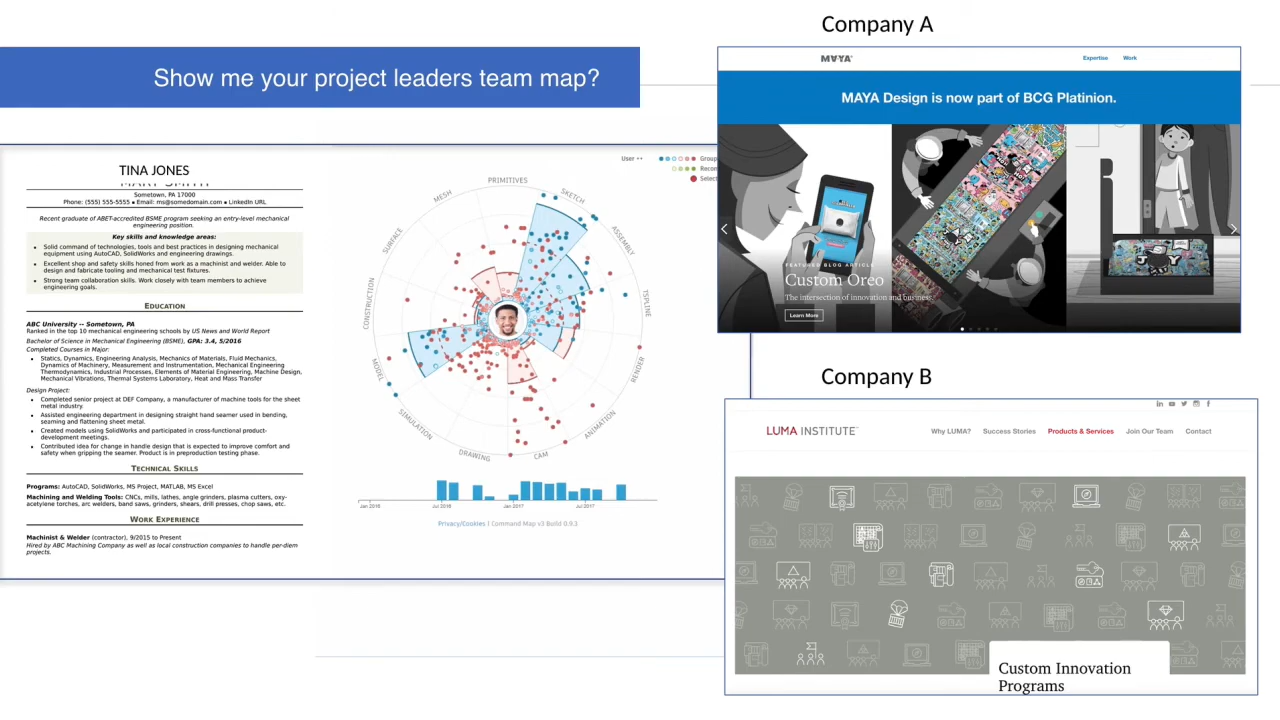 Show me your project leaders team map?
TINA JONES
Sometown, PA 17000
Phone: (555) 555-5555 ▪ Email: ms@somedomain.com ▪ LinkedIn URL
Recent graduate of ABET-accredited BSME program seeking an entry-level mechanical
engineering position.
Key skills and knowledge areas:
• Solid command of technologies, tools and best practices in designing mechanical
equipment using AutoCAD, SolidWorks and engineering drawings.
• Excellent shop and safety skills honed from work as a machinist and welder. Able to
design and fabricate tooling and mechanical test fixtures.
• Strong team collaboration skills. Work closely with team members to achieve
engineering goals.
EDUCATION
ABC University -- Sometown, PA
Ranked in the top 10 mechanical engineering schools by US News and World Report
Bachelor of Science in Mechanical Engineering (BSME), GPA: 3.4, 5/2016
Completed Courses in Major:
• Statics, Dynamics, Engineering Analysis, Mechanics of Materials, Fluid Mechanics,
Dynamics of Machinery, Measurement and Instrumentation, Mechanical Engineering
Thermodynamics, Industrial Processes, Elements of Material Engineering, Machine Design,
Mechanical Vibrations, Thermal Systems Laboratory, Heat and Mass Transfer
Design Project:
• Completed senior project at DEF Company, a manufacturer of machine tools for the sheet
metal industry.
• Assisted engineering department in designing straight hand seamer used in bending,
seaming and flattening sheet metal.
• Created models using SolidWorks and participated in cross-functional product-
development meetings.
• Contributed idea for change in handle design that is expected to improve comfort and
safety when gripping the seamer. Product is in preproduction testing phase.
TECHNICAL SKILLS
Programs: AutoCAD, SolidWorks, MS Project, MATLAB, MS Excel
Machining and Welding Tools: CNCs, mills, lathes, angle grinders, plasma cutters, oxy-
acetylene torches, arc welders, band saws, grinders, shears, drill presses, chop saws, etc.
WORK EXPERIENCE
Machinist & Welder (contractor), 9/2015 to Present
Hired by ABC Machining Company as well as local construction companies to handle per-diem
projects.
User
Group
Recom
Select
PRIMITIVES
SKETCH
ASSEMBLY
TSPLINE
RENDER
ANIMATION
CAM
DRAWING
SIMULATION
MODEL
CONSTRUCTION
SURFACE
MESH
Jan 2016
Jul 2016
Jan 2017
Jul 2017
Privacy/Cookies | Command Map v3 Build 0.9.3
Company A
MAYA
Expertise Work
MAYA Design is now part of BCG Platinion.
FEATURED BLOG ARTICLE
Custom Oreo
The intersection of innovation and business.
Learn More
Company B
LUMA INSTITUTE™
Why LUMA? Success Stories Products & Services Join Our Team Contact
Custom Innovation
Programs